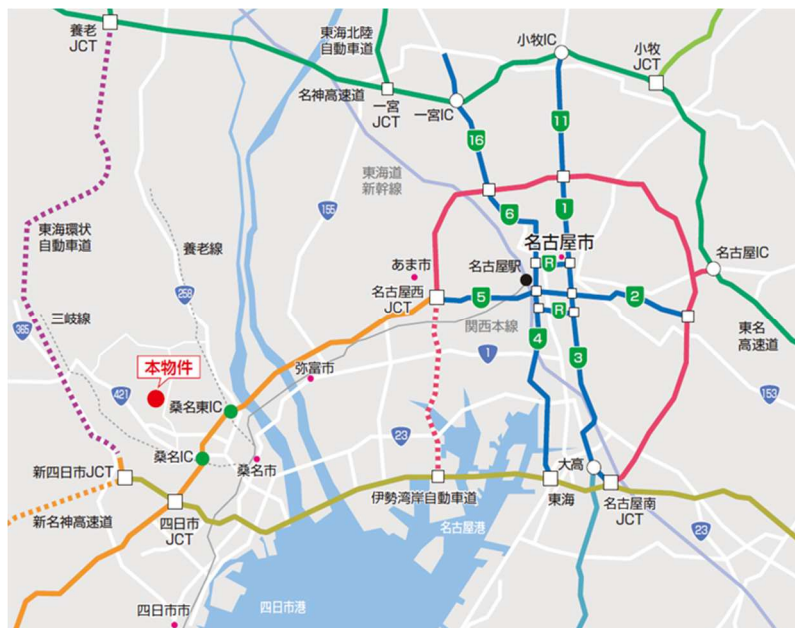 養老
JCT
東海北陸
自動車道
小牧IC
小牧
JCT
名神高速道
一宮
JCT
一宮IC
16
11
東海道
新幹線
155
6
1
東海環状
自動車道
養老線
名古屋市
R
名古屋IC
あま市
名古屋駅
258
名古屋西
JCT
5
2
三岐線
365
関西本線
R
東名
高速道
4
3
1
本物件
弥富市
421
桑名東IC
153
23
桑名IC
桑名市
大高
新四日市JCT
伊勢湾岸自動車道
東海
名古屋南
JCT
新名神高速道
四日市
JCT
名古屋港
23
四日市市
四日市港